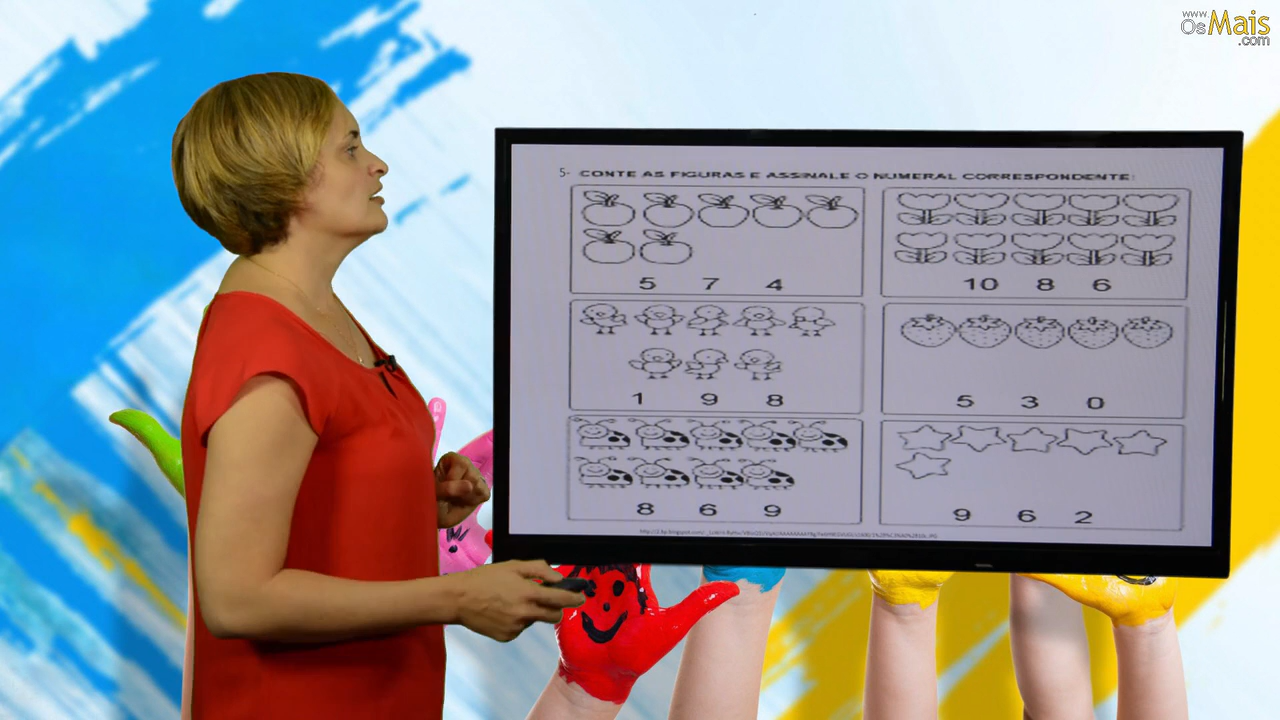 www
OsMais
.com
5- CONTE AS FIGURAS E ASSINALE O NUMERAL CORRESPONDENTE:
5 7 4
10 8 6
1 9 8
5 3 0
8 6 9
9 6 2